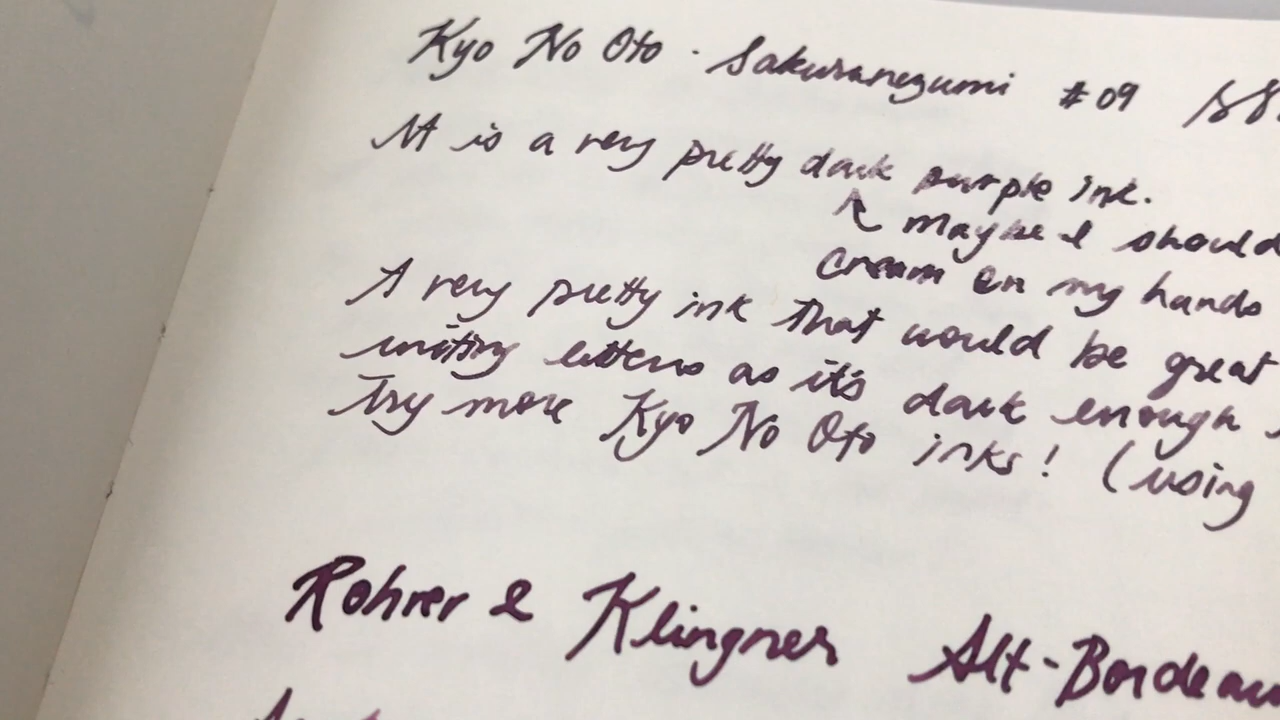 Kyo No Oto · Sakuranezumi #09
It is a very pretty dark purple ink.
↖ maybe I should
cream on my hands
A very pretty ink that would be great
writing letters as it's dark enough
try more Kyo No Oto inks! (using
Rohrer & Klingner Alt-Bordeau